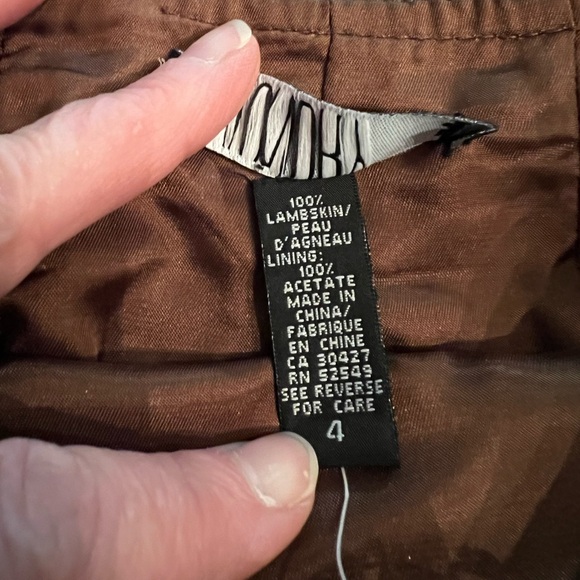 100%
LAMBSKIN/
PEAU
D'AGNEAU
LINING:
100%
ACETATE
MADE IN
CHINA/
FABRIQUE
EN CHINE
CA 30427
RN 52549
SEE REVERSE
FOR CARE
4